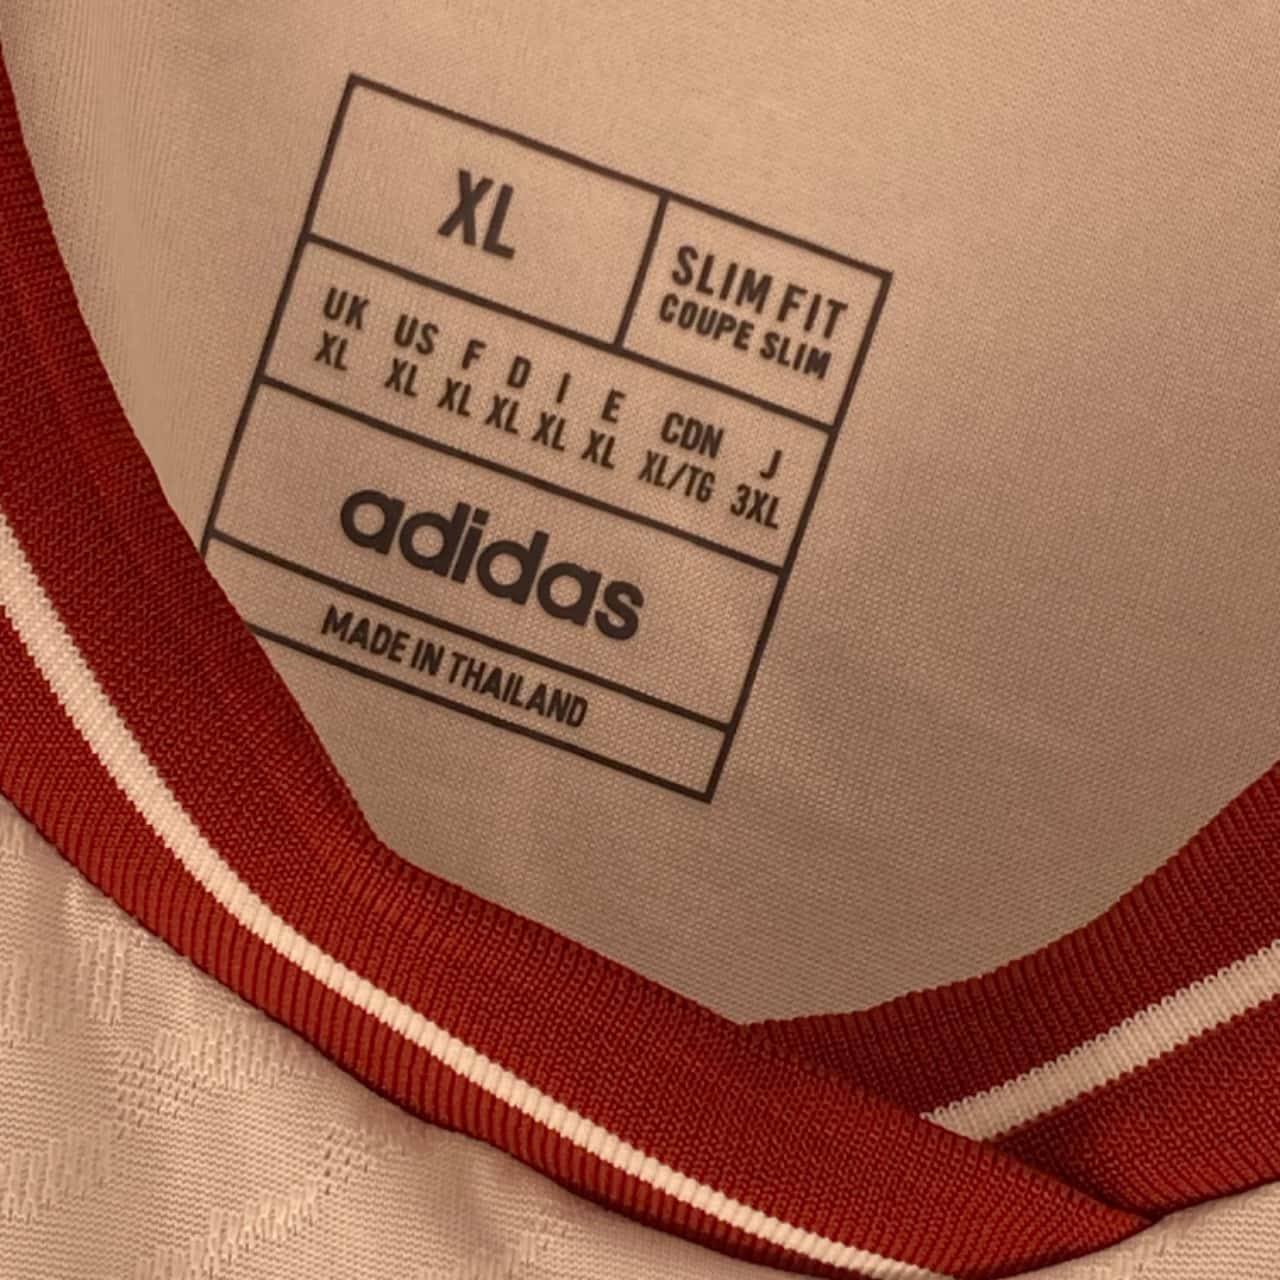 XL
SLIM FIT
COUPE SLIM
UK US F D I E CDN J
XL XL XL XL XL XL XL/TG 3XL
adidas
MADE IN THAILAND